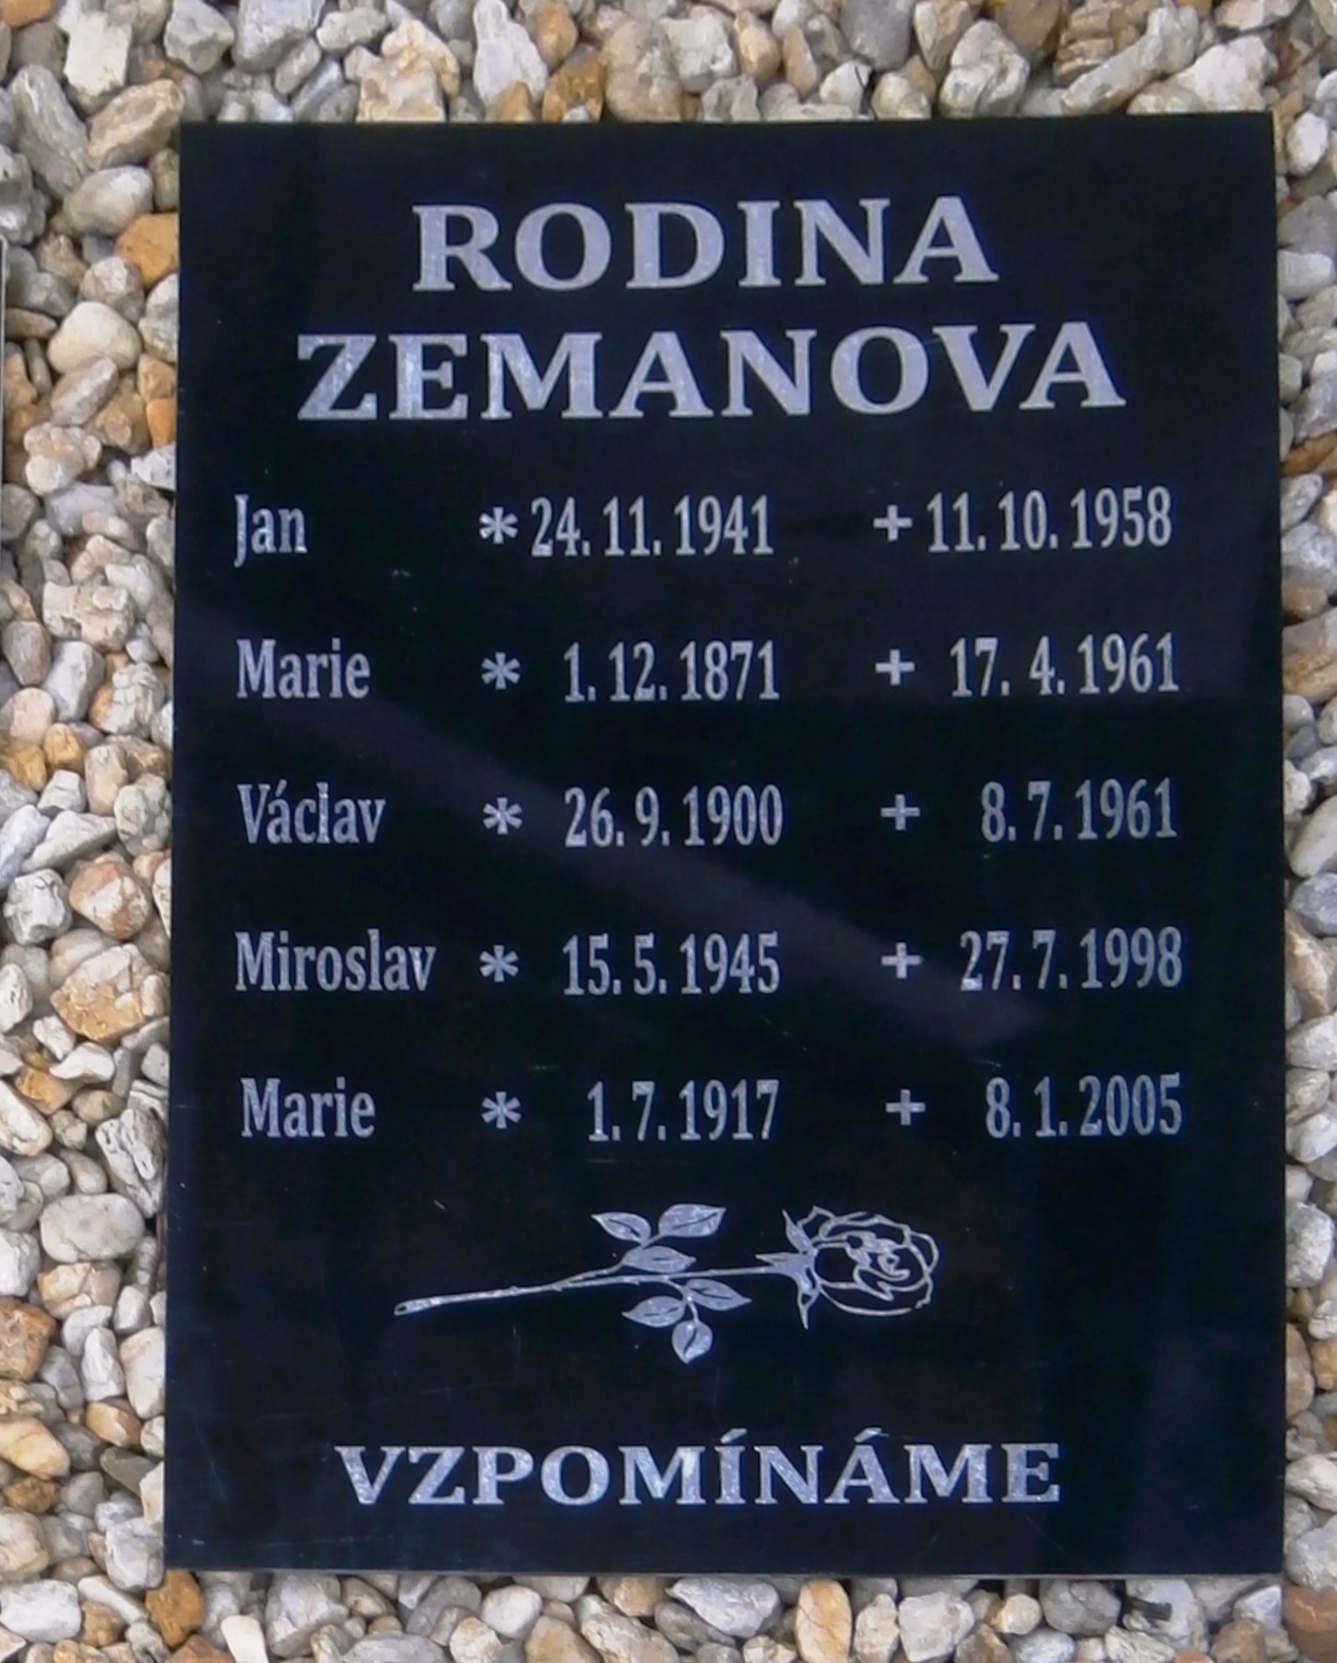 RODINA
ZEMANOVA
Jan * 24. 11. 1941 + 11. 10. 1958
Marie * 1. 12. 1871 + 17. 4. 1961
Václav * 26. 9. 1900 + 8. 7. 1961
Miroslav * 15. 5. 1945 + 27. 7. 1998
Marie * 1. 7. 1917 + 8. 1. 2005
VZPOMÍNÁME